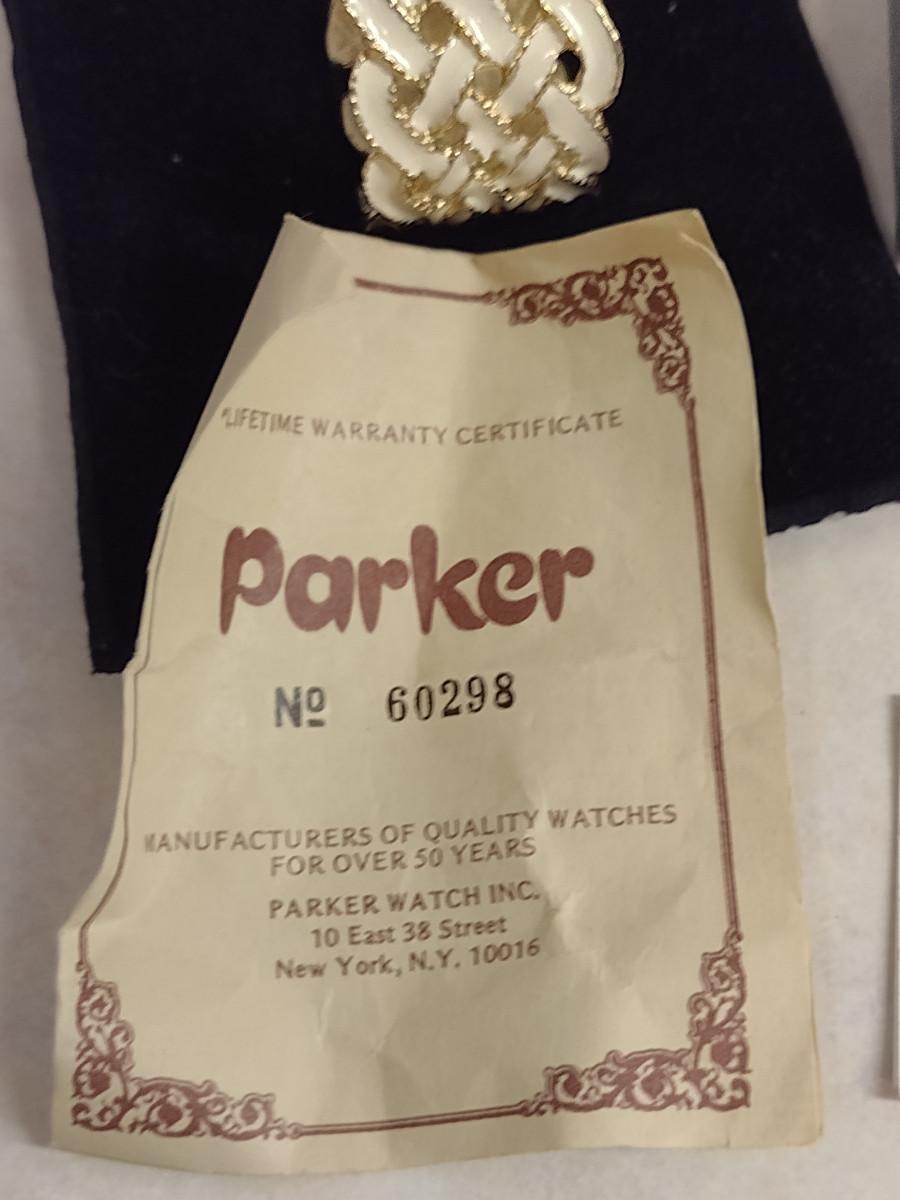 "LIFETIME WARRANTY CERTIFICATE
Parker
Nº 60298
MANUFACTURERS OF QUALITY WATCHES
FOR OVER 50 YEARS
PARKER WATCH INC.
10 East 38 Street
New York, N.Y. 10016